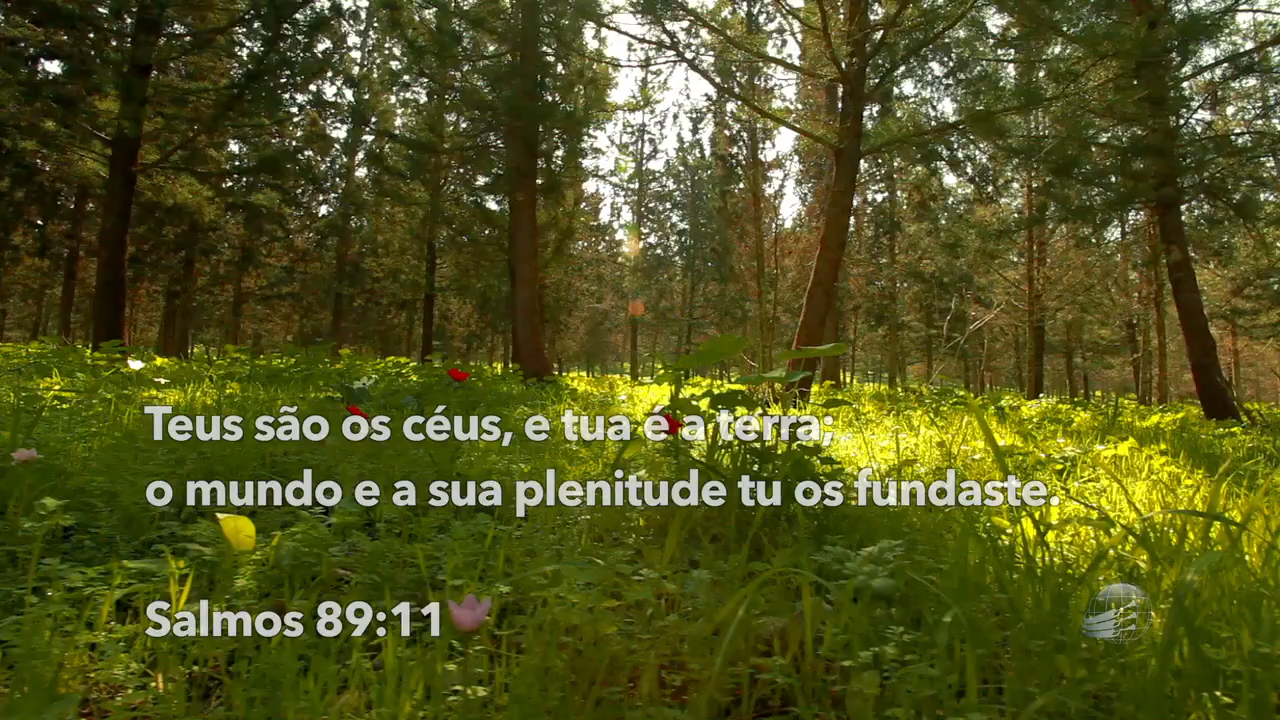 Teus são os céus, e tua é a terra;
o mundo e a sua plenitude tu os fundaste.
Salmos 89:11